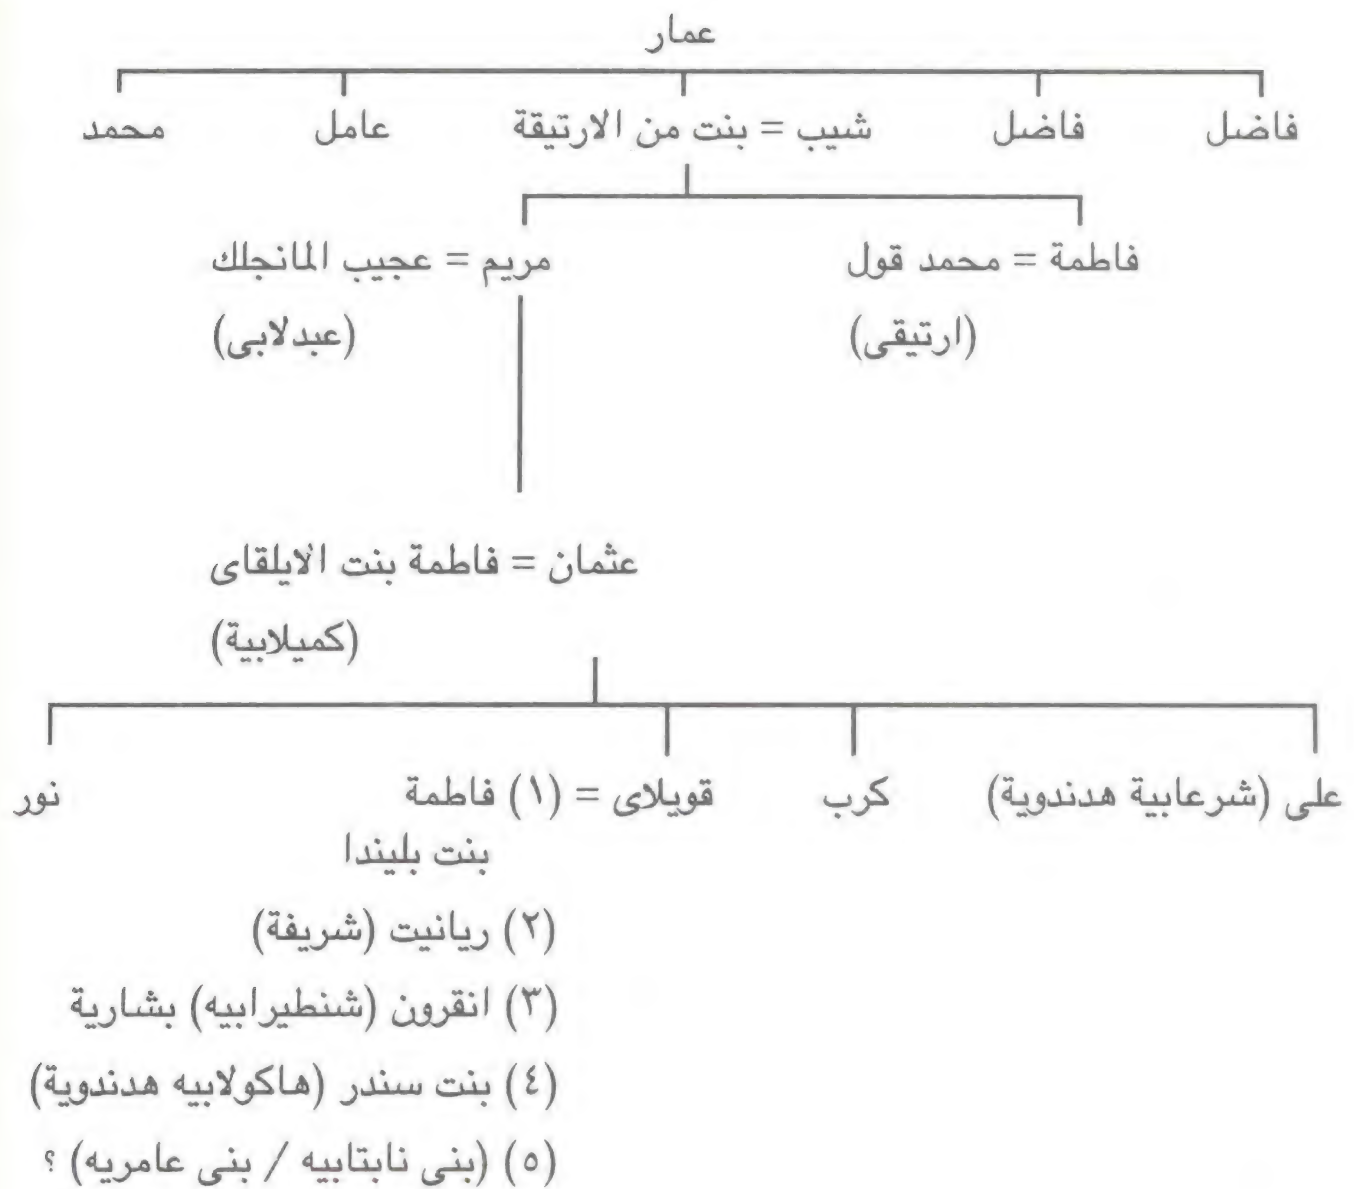 عمار
فاضل فاضل شيب = بنت من الارتيقة عامل محمد
فاطمة = محمد قول مريم = عجيب المانجلك
(ارتيقى) (عبدلابى)
عثمان = فاطمة بنت الايلقاى
(كميلابية)
على (شرعابية هدندوية) كرب قويلاى = (١) فاطمة نور
بنت بليندا
(٢) ريانيت (شريفة)
(٣) انقرون (شنطيرابيه) بشارية
(٤) بنت سندر (هاكولابيه هدندوية)
(٥) (بنى نابتابيه / بنى عامريه) ؟